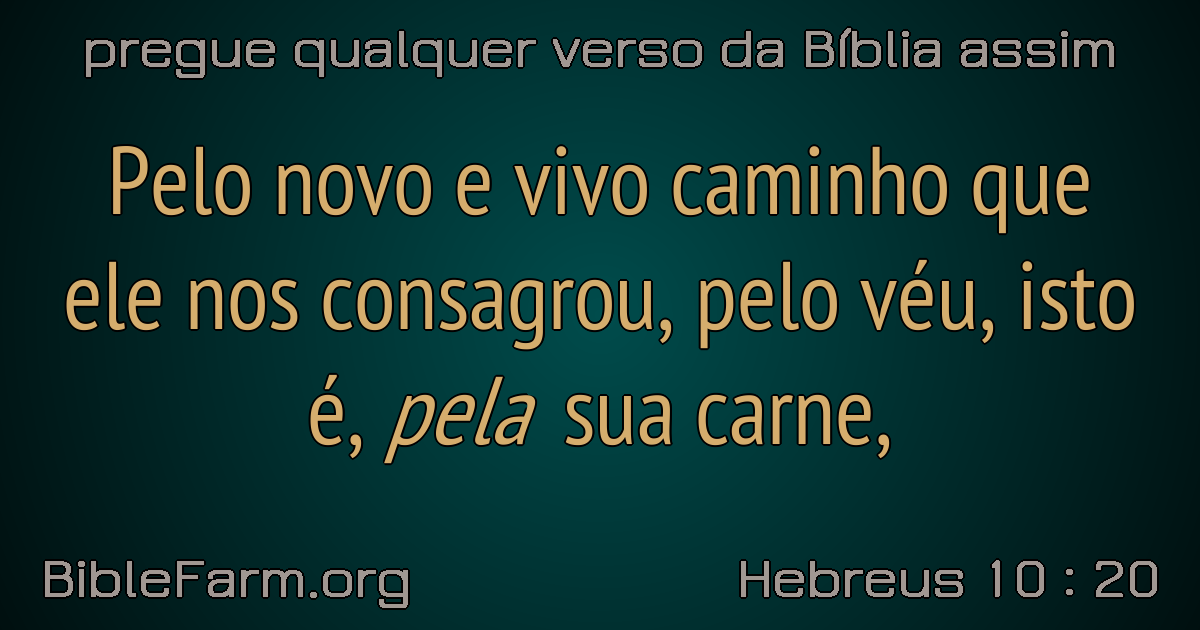 pregue qualquer verso da Bíblia assim
Pelo novo e vivo caminho que
ele nos consagrou, pelo véu, isto
é, pela sua carne,
BibleFarm.org
Hebreus 10 : 20